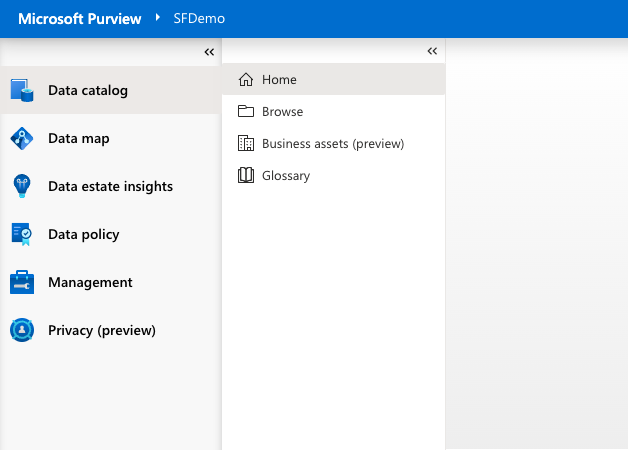 Microsoft Purview SFDemo
Data catalog
Data map
Data estate insights
Data policy
Management
Privacy (preview)
Home
Browse
Business assets (preview)
Glossary